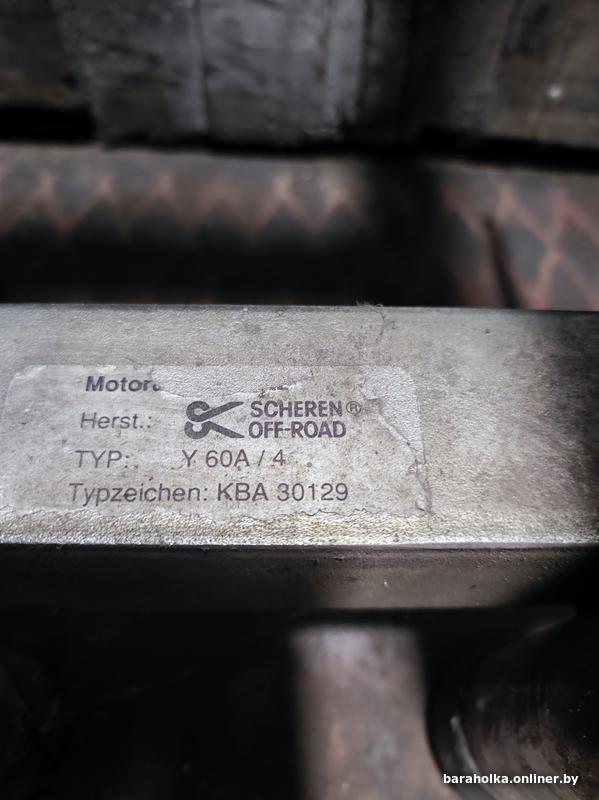 Herst.: SCHEREN® OFF-ROAD
TYP: Y 60A / 4
Typzeichen: KBA 30129
baraholka.onliner.by